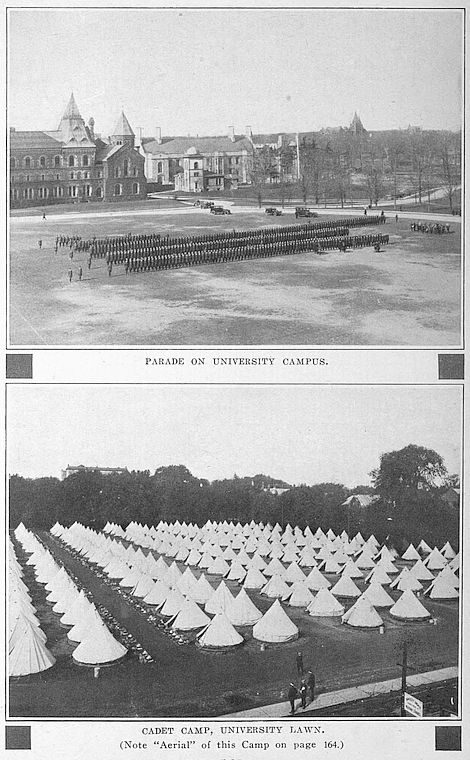 PARADE ON UNIVERSITY CAMPUS.
CADET CAMP, UNIVERSITY LAWN.
(Note "Aerial" of this Camp on page 164.)